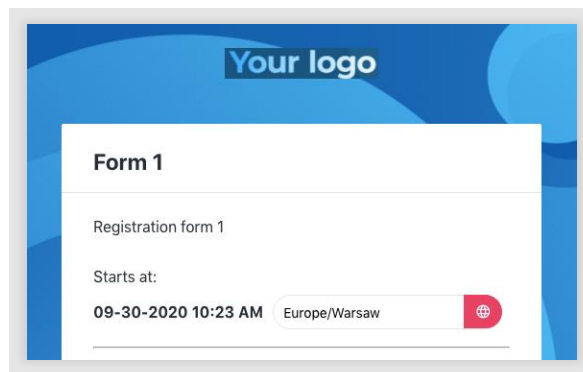 Your logo
Form 1
Registration form 1
Starts at:
09-30-2020 10:23 AM Europe/Warsaw